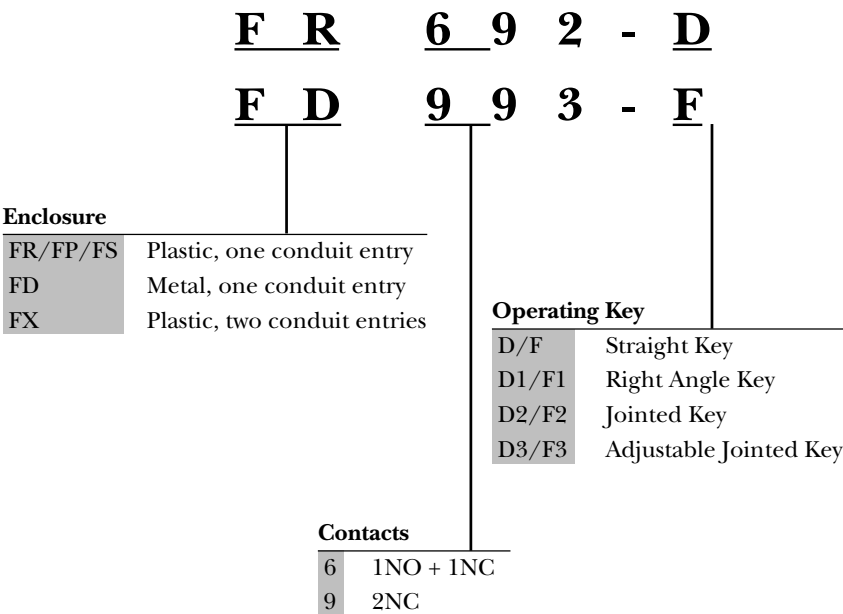 F R 6 9 2 - D
F D 9 9 3 - F
Enclosure
FR/FP/FS Plastic, one conduit entry
FD Metal, one conduit entry
FX Plastic, two conduit entries
Operating Key
D/F Straight Key
D1/F1 Right Angle Key
D2/F2 Jointed Key
D3/F3 Adjustable Jointed Key
Contacts
6 1NO + 1NC
9 2NC